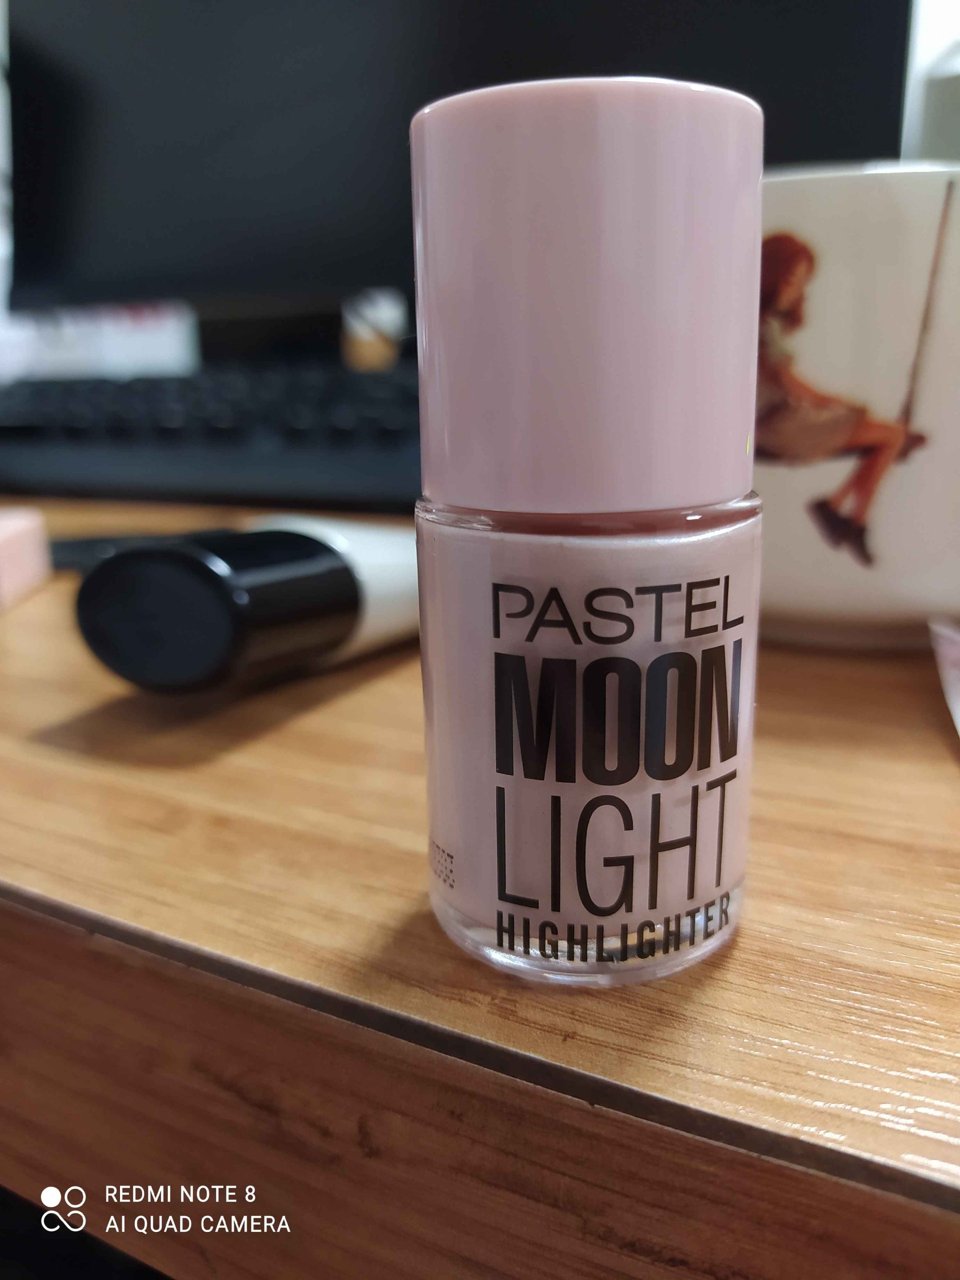 PASTEL
MOON
LIGHT
HIGHLIGHTER
REDMI NOTE 8
AI QUAD CAMERA